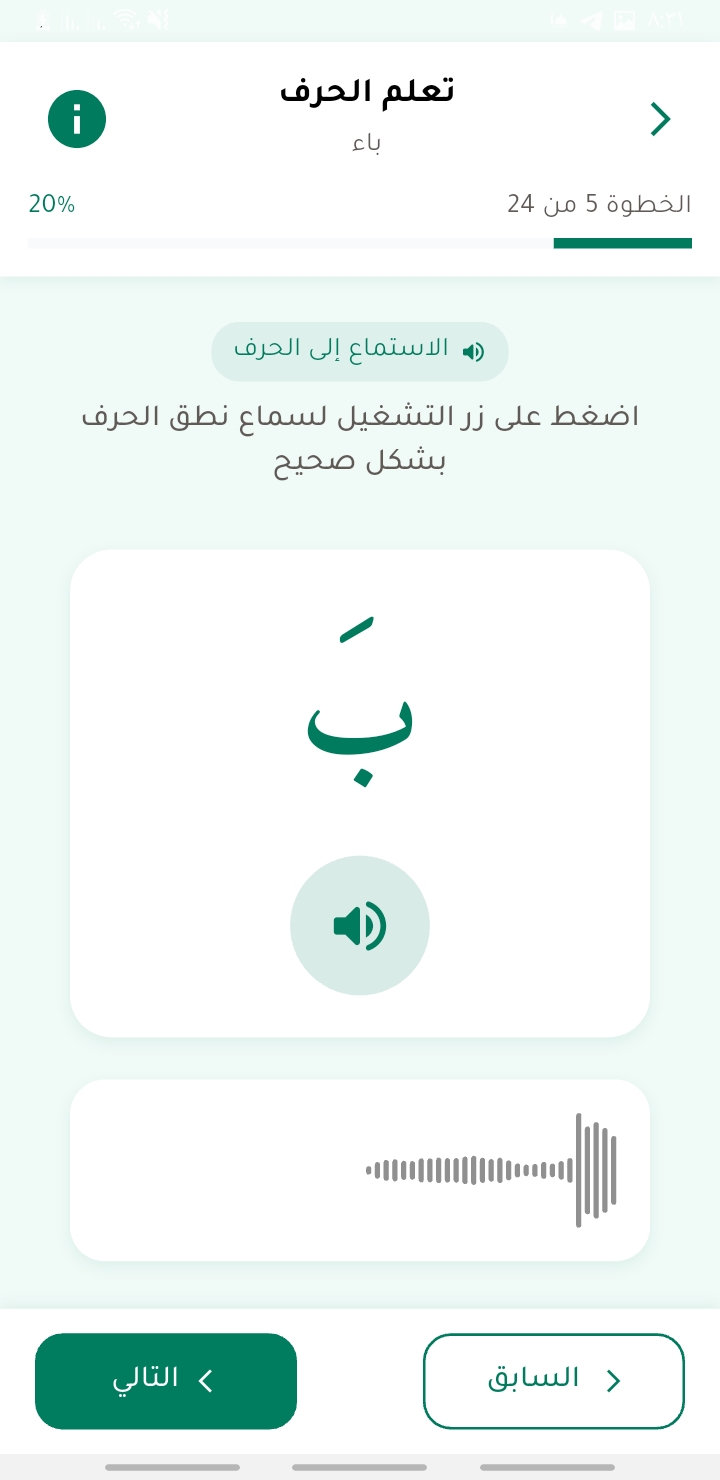 ٨:٢١
تعلم الحرف
باء
الخطوة 5 من 24
20%
الاستماع إلى الحرف
اضغط على زر التشغيل لسماع نطق الحرف
بشكل صحيح
بَ
السابق
التالي